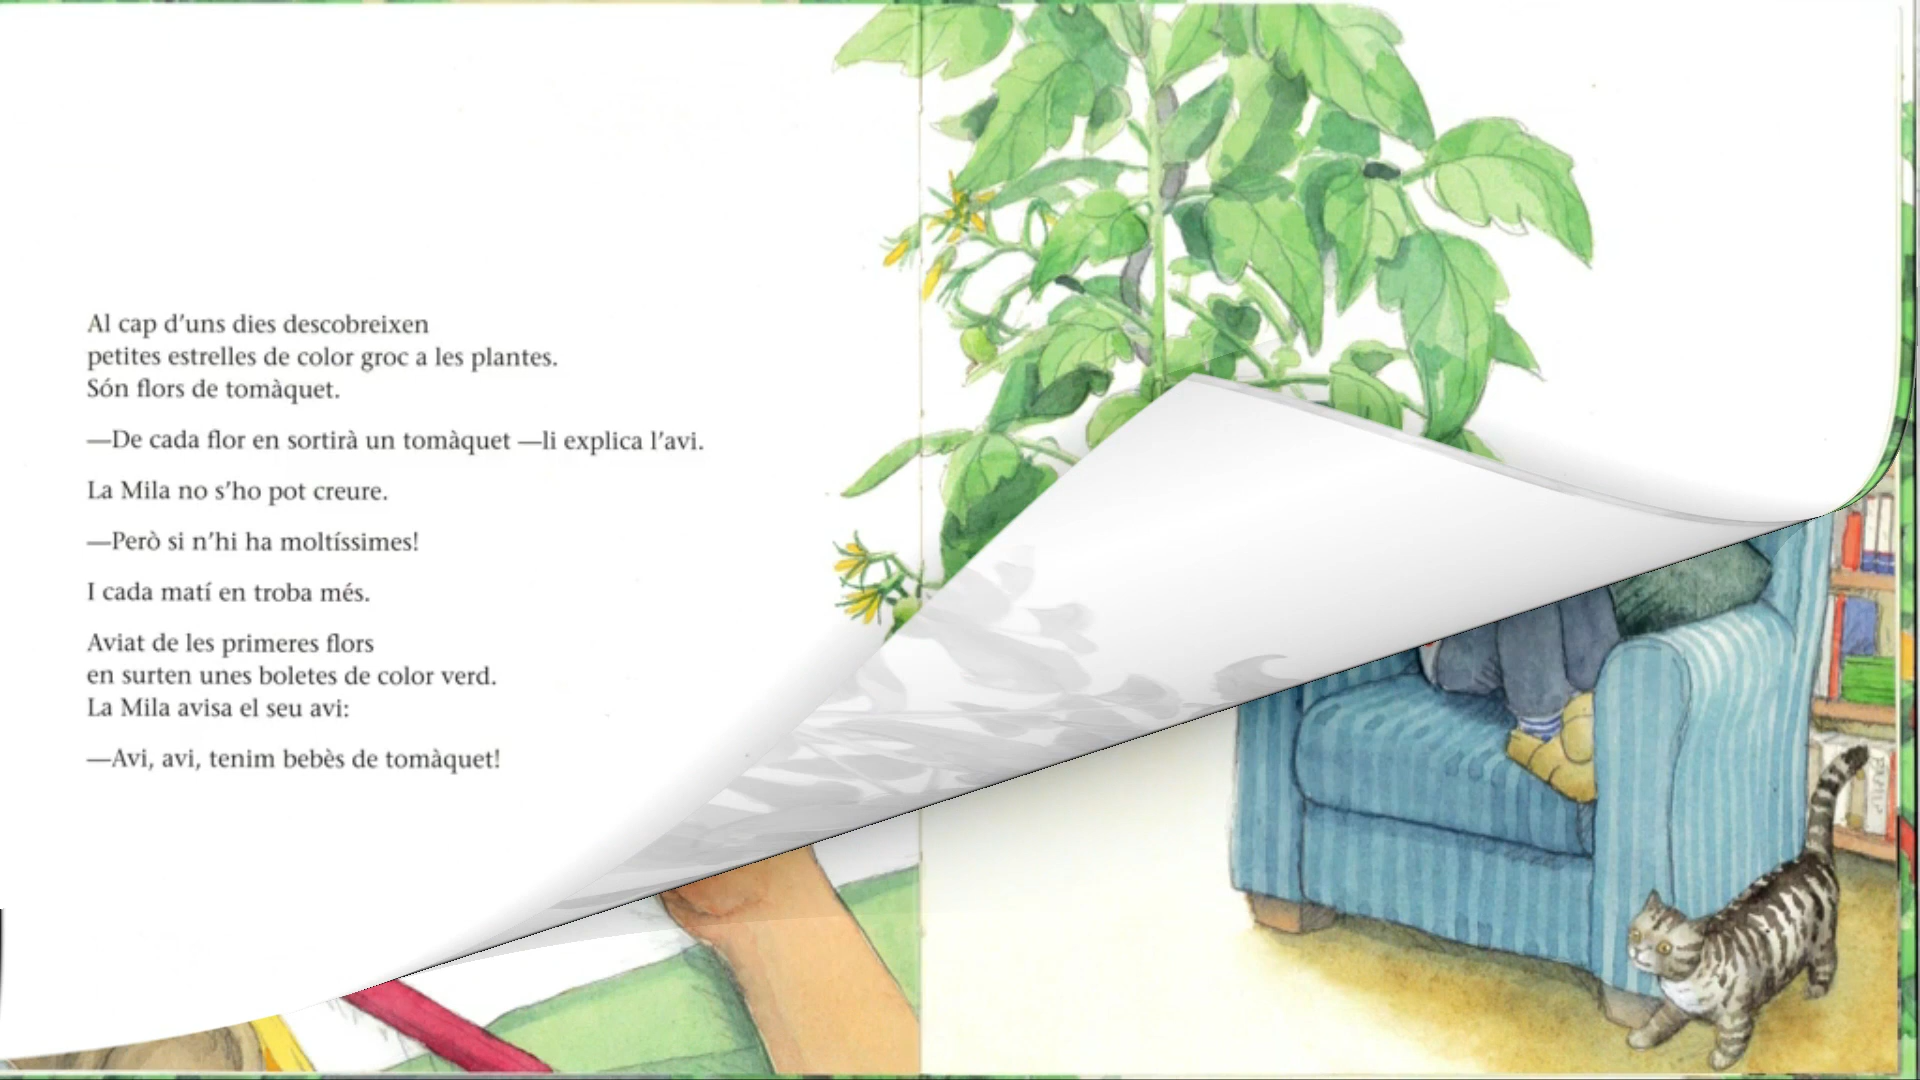 Al cap d’uns dies descobreixen
petites estrelles de color groc a les plantes.
Són flors de tomàquet.
—De cada flor en sortirà un tomàquet —li explica l’avi.
La Mila no s’ho pot creure.
—Però si n’hi ha moltíssimes!
I cada matí en troba més.
Aviat de les primeres flors
en surten unes boletes de color verd.
La Mila avisa el seu avi:
—Avi, avi, tenim bebès de tomàquet!